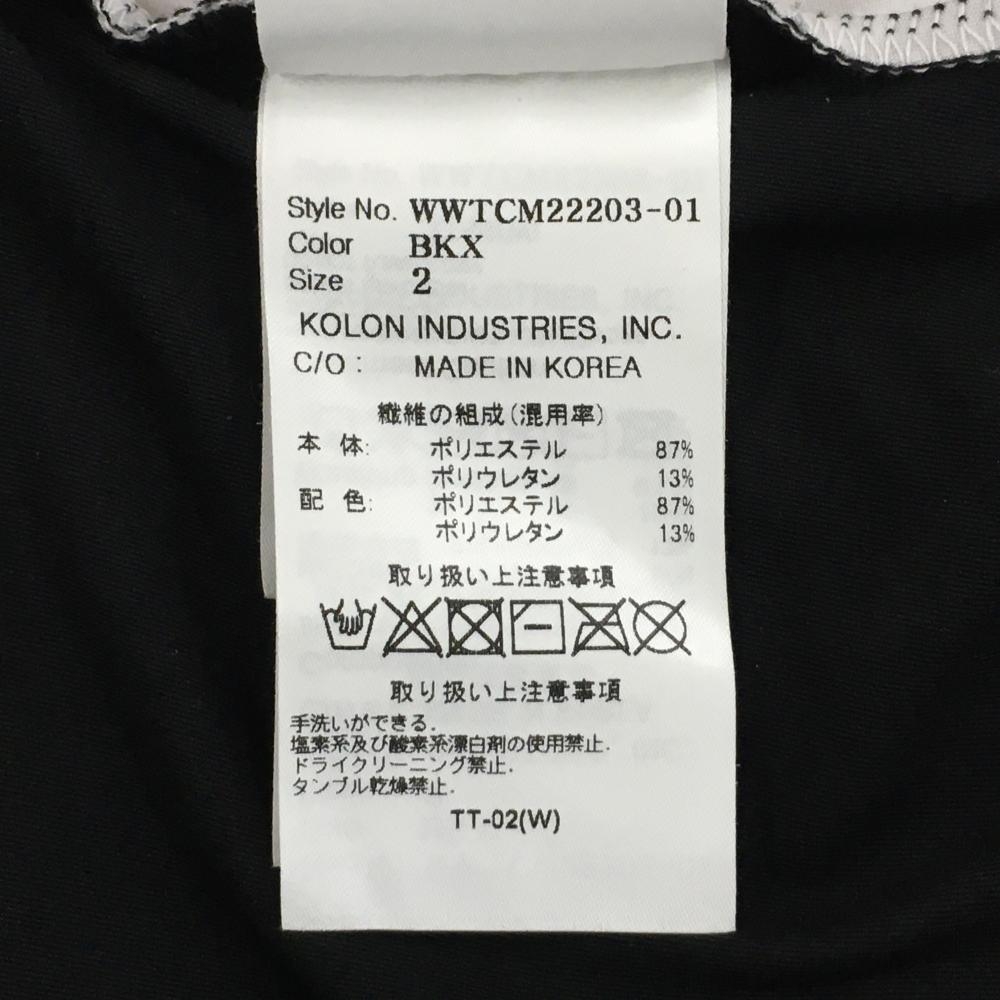 Style No. WWTCM22203-01
Color BKX
Size 2
KOLON INDUSTRIES, INC.
C/O : MADE IN KOREA
繊維の組成(混用率)
本 体: ポリエステル 87%
ポリウレタン 13%
配 色: ポリエステル 87%
ポリウレタン 13%
取り扱い上注意事項
取り扱い上注意事項
手洗いができる.
塩素系及び酸素系漂白剤の使用禁止.
ドライクリーニング禁止.
タンブル乾燥禁止.
TT-02(W)